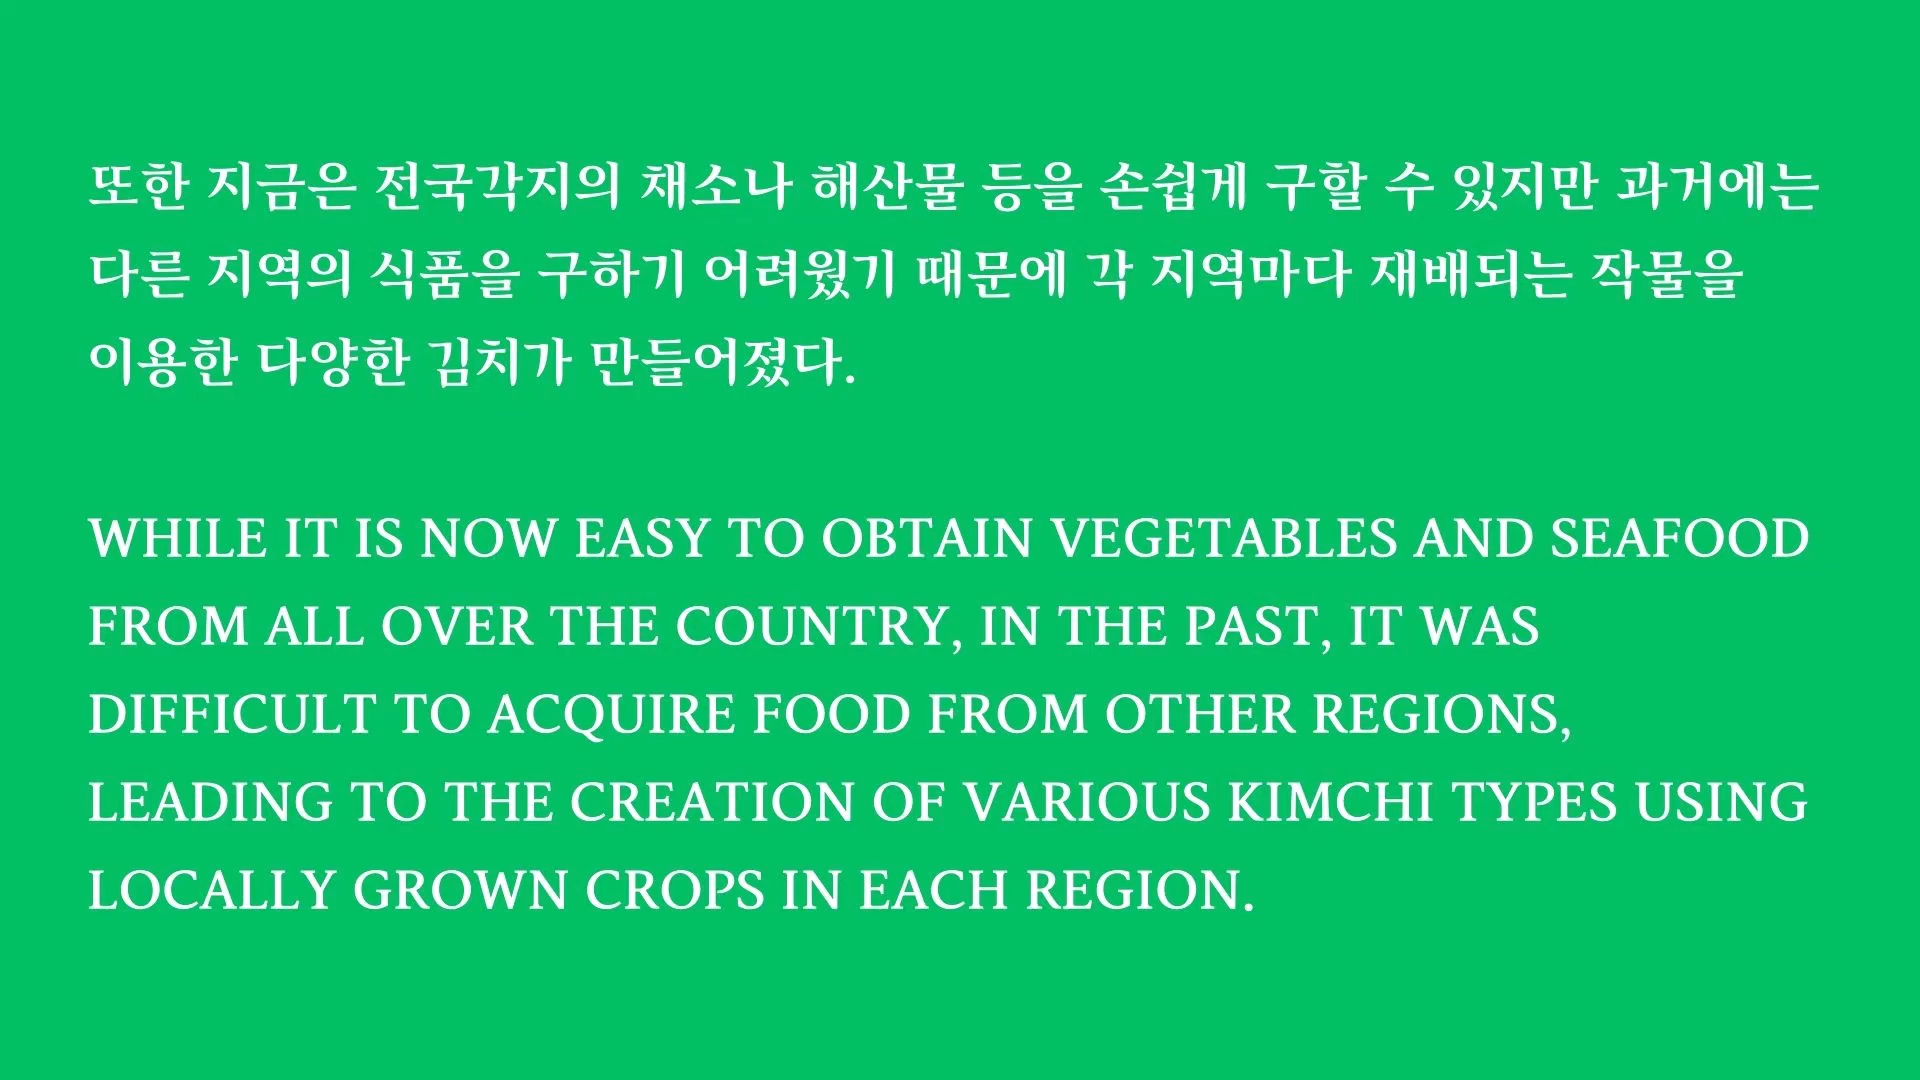 또한 지금은 전국각지의 채소나 해산물 등을 손쉽게 구할 수 있지만 과거에는
다른 지역의 식품을 구하기 어려웠기 때문에 각 지역마다 재배되는 작물을
이용한 다양한 김치가 만들어졌다.
WHILE IT IS NOW EASY TO OBTAIN VEGETABLES AND SEAFOOD
FROM ALL OVER THE COUNTRY, IN THE PAST, IT WAS
DIFFICULT TO ACQUIRE FOOD FROM OTHER REGIONS,
LEADING TO THE CREATION OF VARIOUS KIMCHI TYPES USING
LOCALLY GROWN CROPS IN EACH REGION.